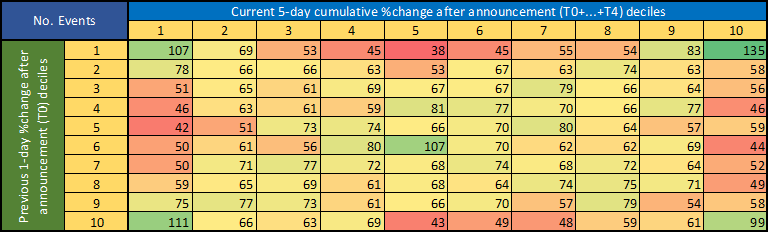 No. Events
Current 5-day cumulative %change after announcement (T0+...+T4) deciles
1 2 3 4 5 6 7 8 9 10
Previous 1-day %change after announcement (T0) deciles
1 107 69 53 45 38 45 55 54 83 135
2 78 66 66 63 53 67 63 74 63 58
3 51 65 61 69 67 67 79 66 64 56
4 46 63 61 59 81 77 70 66 77 46
5 42 51 73 74 66 70 80 64 57 59
6 50 61 56 80 107 70 62 62 69 44
7 50 71 77 72 68 74 68 72 64 52
8 59 65 69 61 68 64 74 75 71 49
9 75 77 73 61 66 70 57 79 54 58
10 111 66 63 69 43 49 48 59 61 99